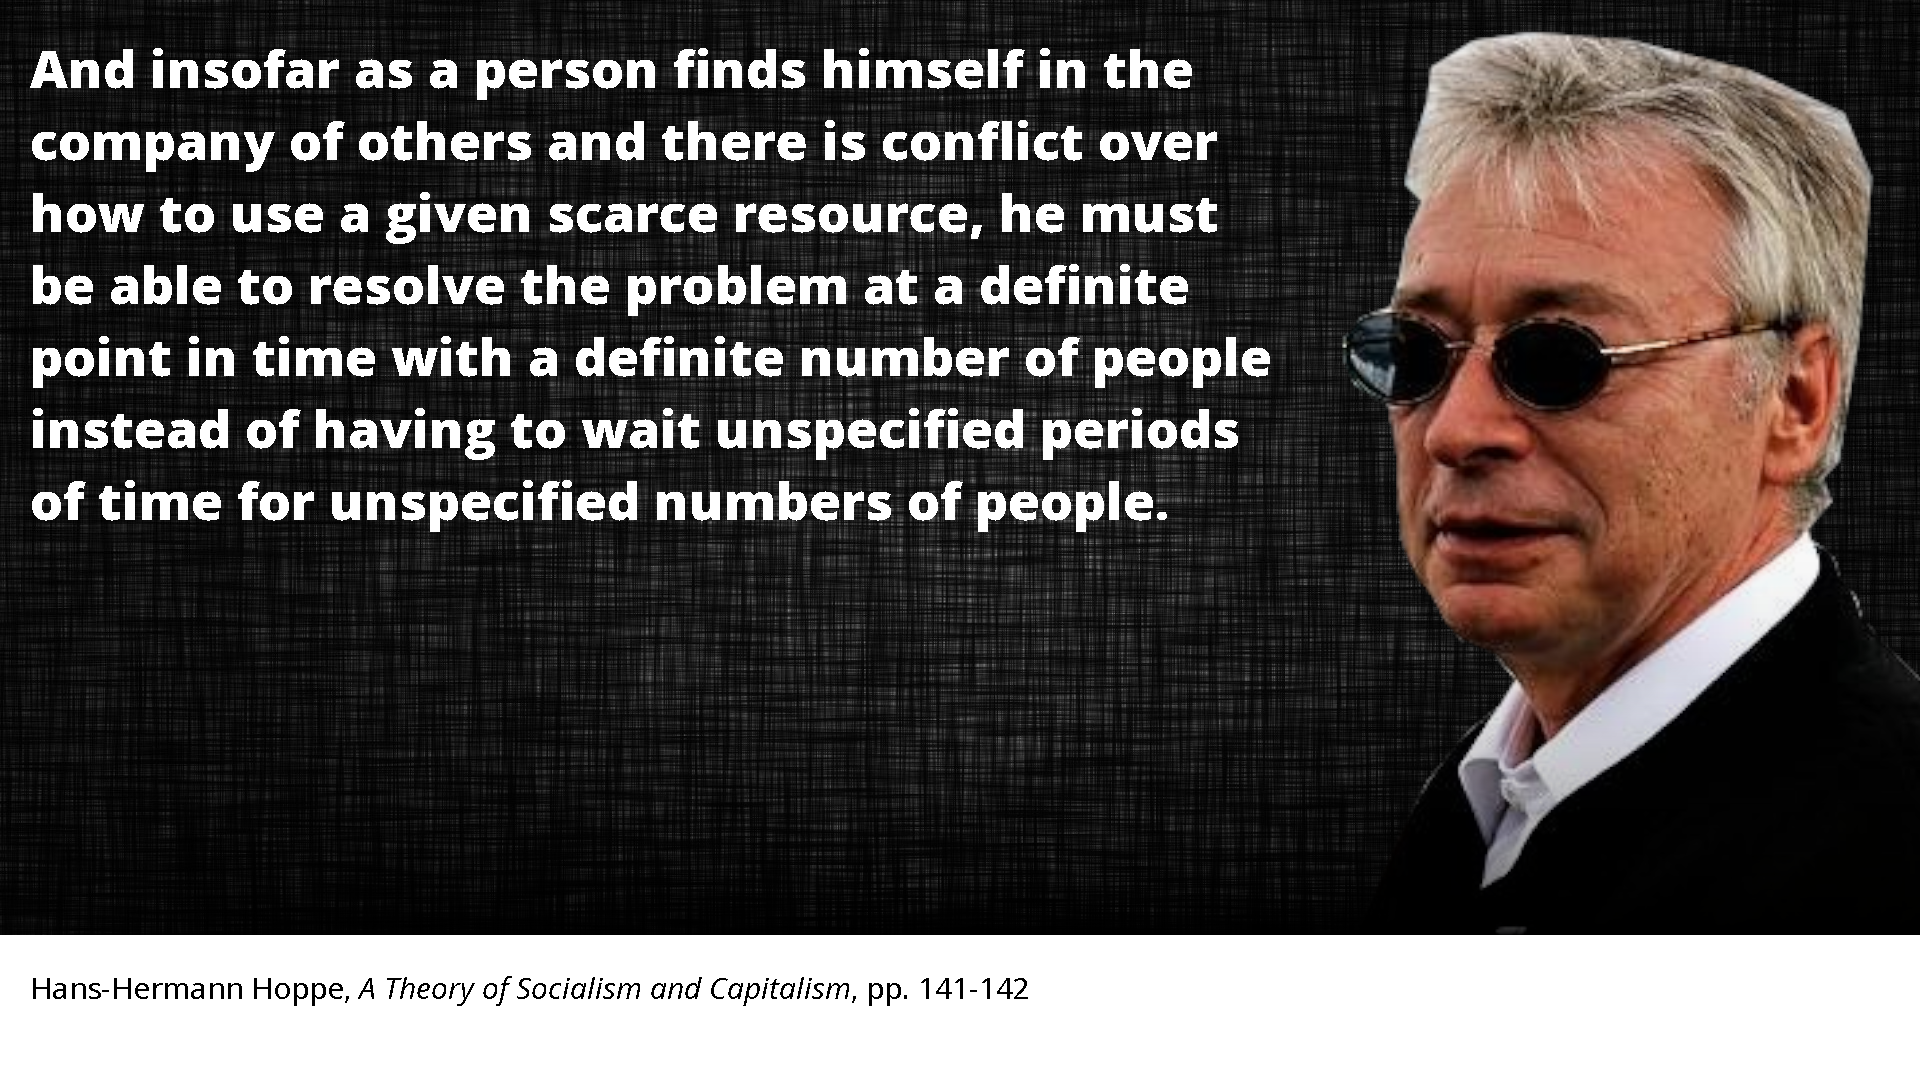 And insofar as a person finds himself in the
company of others and there is conflict over
how to use a given scarce resource, he must
be able to resolve the problem at a definite
point in time with a definite number of people
instead of having to wait unspecified periods
of time for unspecified numbers of people.
Hans-Hermann Hoppe, A Theory of Socialism and Capitalism, pp. 141-142